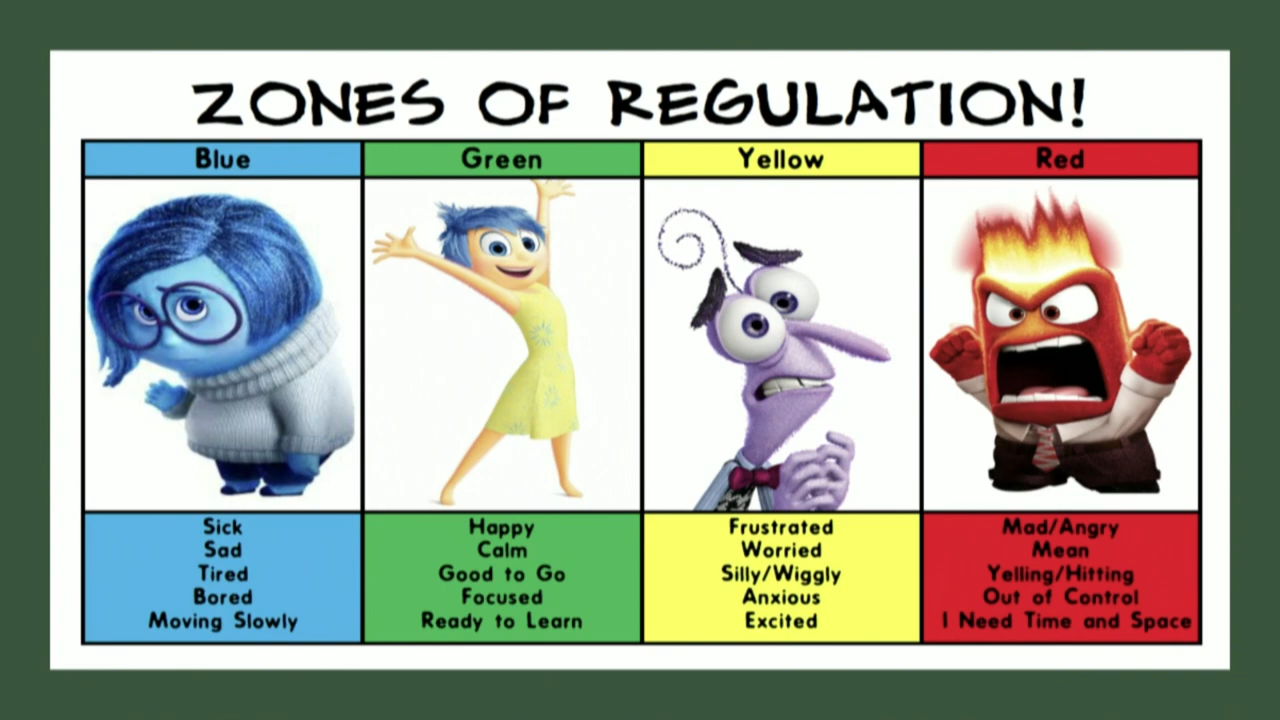 ZONES OF REGULATION!
Blue
Green
Yellow
Red
Sick
Sad
Tired
Bored
Moving Slowly
Happy
Calm
Good to Go
Focused
Ready to Learn
Frustrated
Worried
Silly/Wiggly
Anxious
Excited
Mad/Angry
Mean
Yelling/Hitting
Out of Control
I Need Time and Space